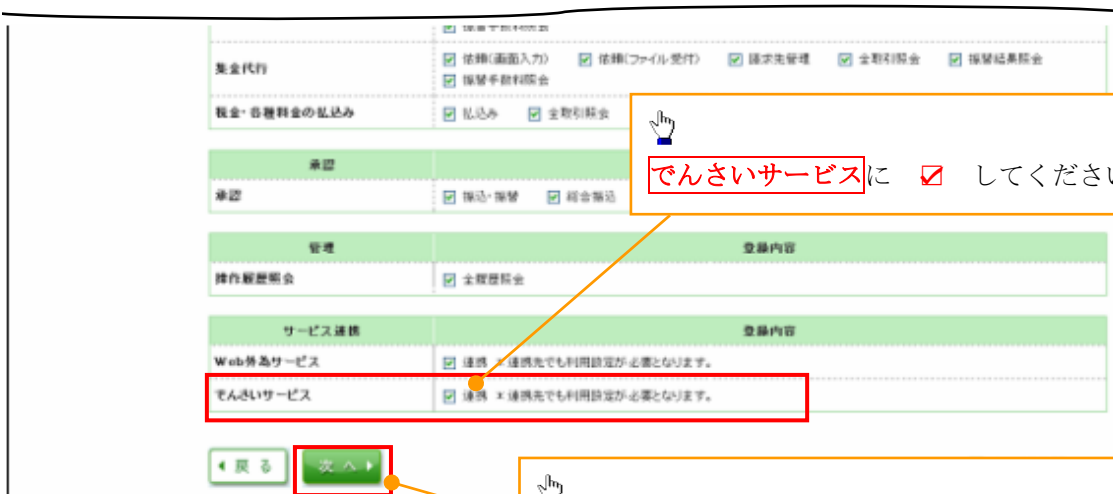 振替手数料照会
集金代行
依頼(画面入力) 依頼(ファイル受付) 請求先管理 全取引照会 振替結果照会
振替手数料照会
税金・各種料金の払込み 払込み 全取引照会
でんさいサービスに ☑ してください
承認
承認 振込・振替 総合振込
管理 登録内容
操作履歴照会 全履歴照会
サービス連携 登録内容
Web外為サービス 連携 ※連携先でも利用設定が必要となります。
でんさいサービス 連携 ※連携先でも利用設定が必要となります。
戻る 次へ